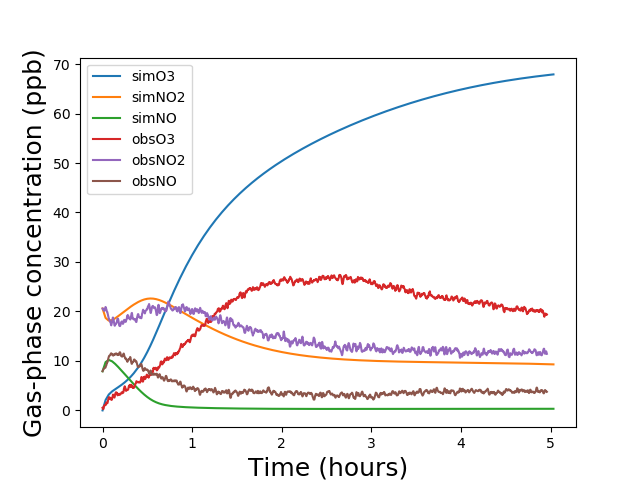 simO3
simNO2
simNO
obsO3
obsNO2
obsNO
Gas-phase concentration (ppb)
70
60
50
40
30
20
10
0
0 1 2 3 4 5
Time (hours)